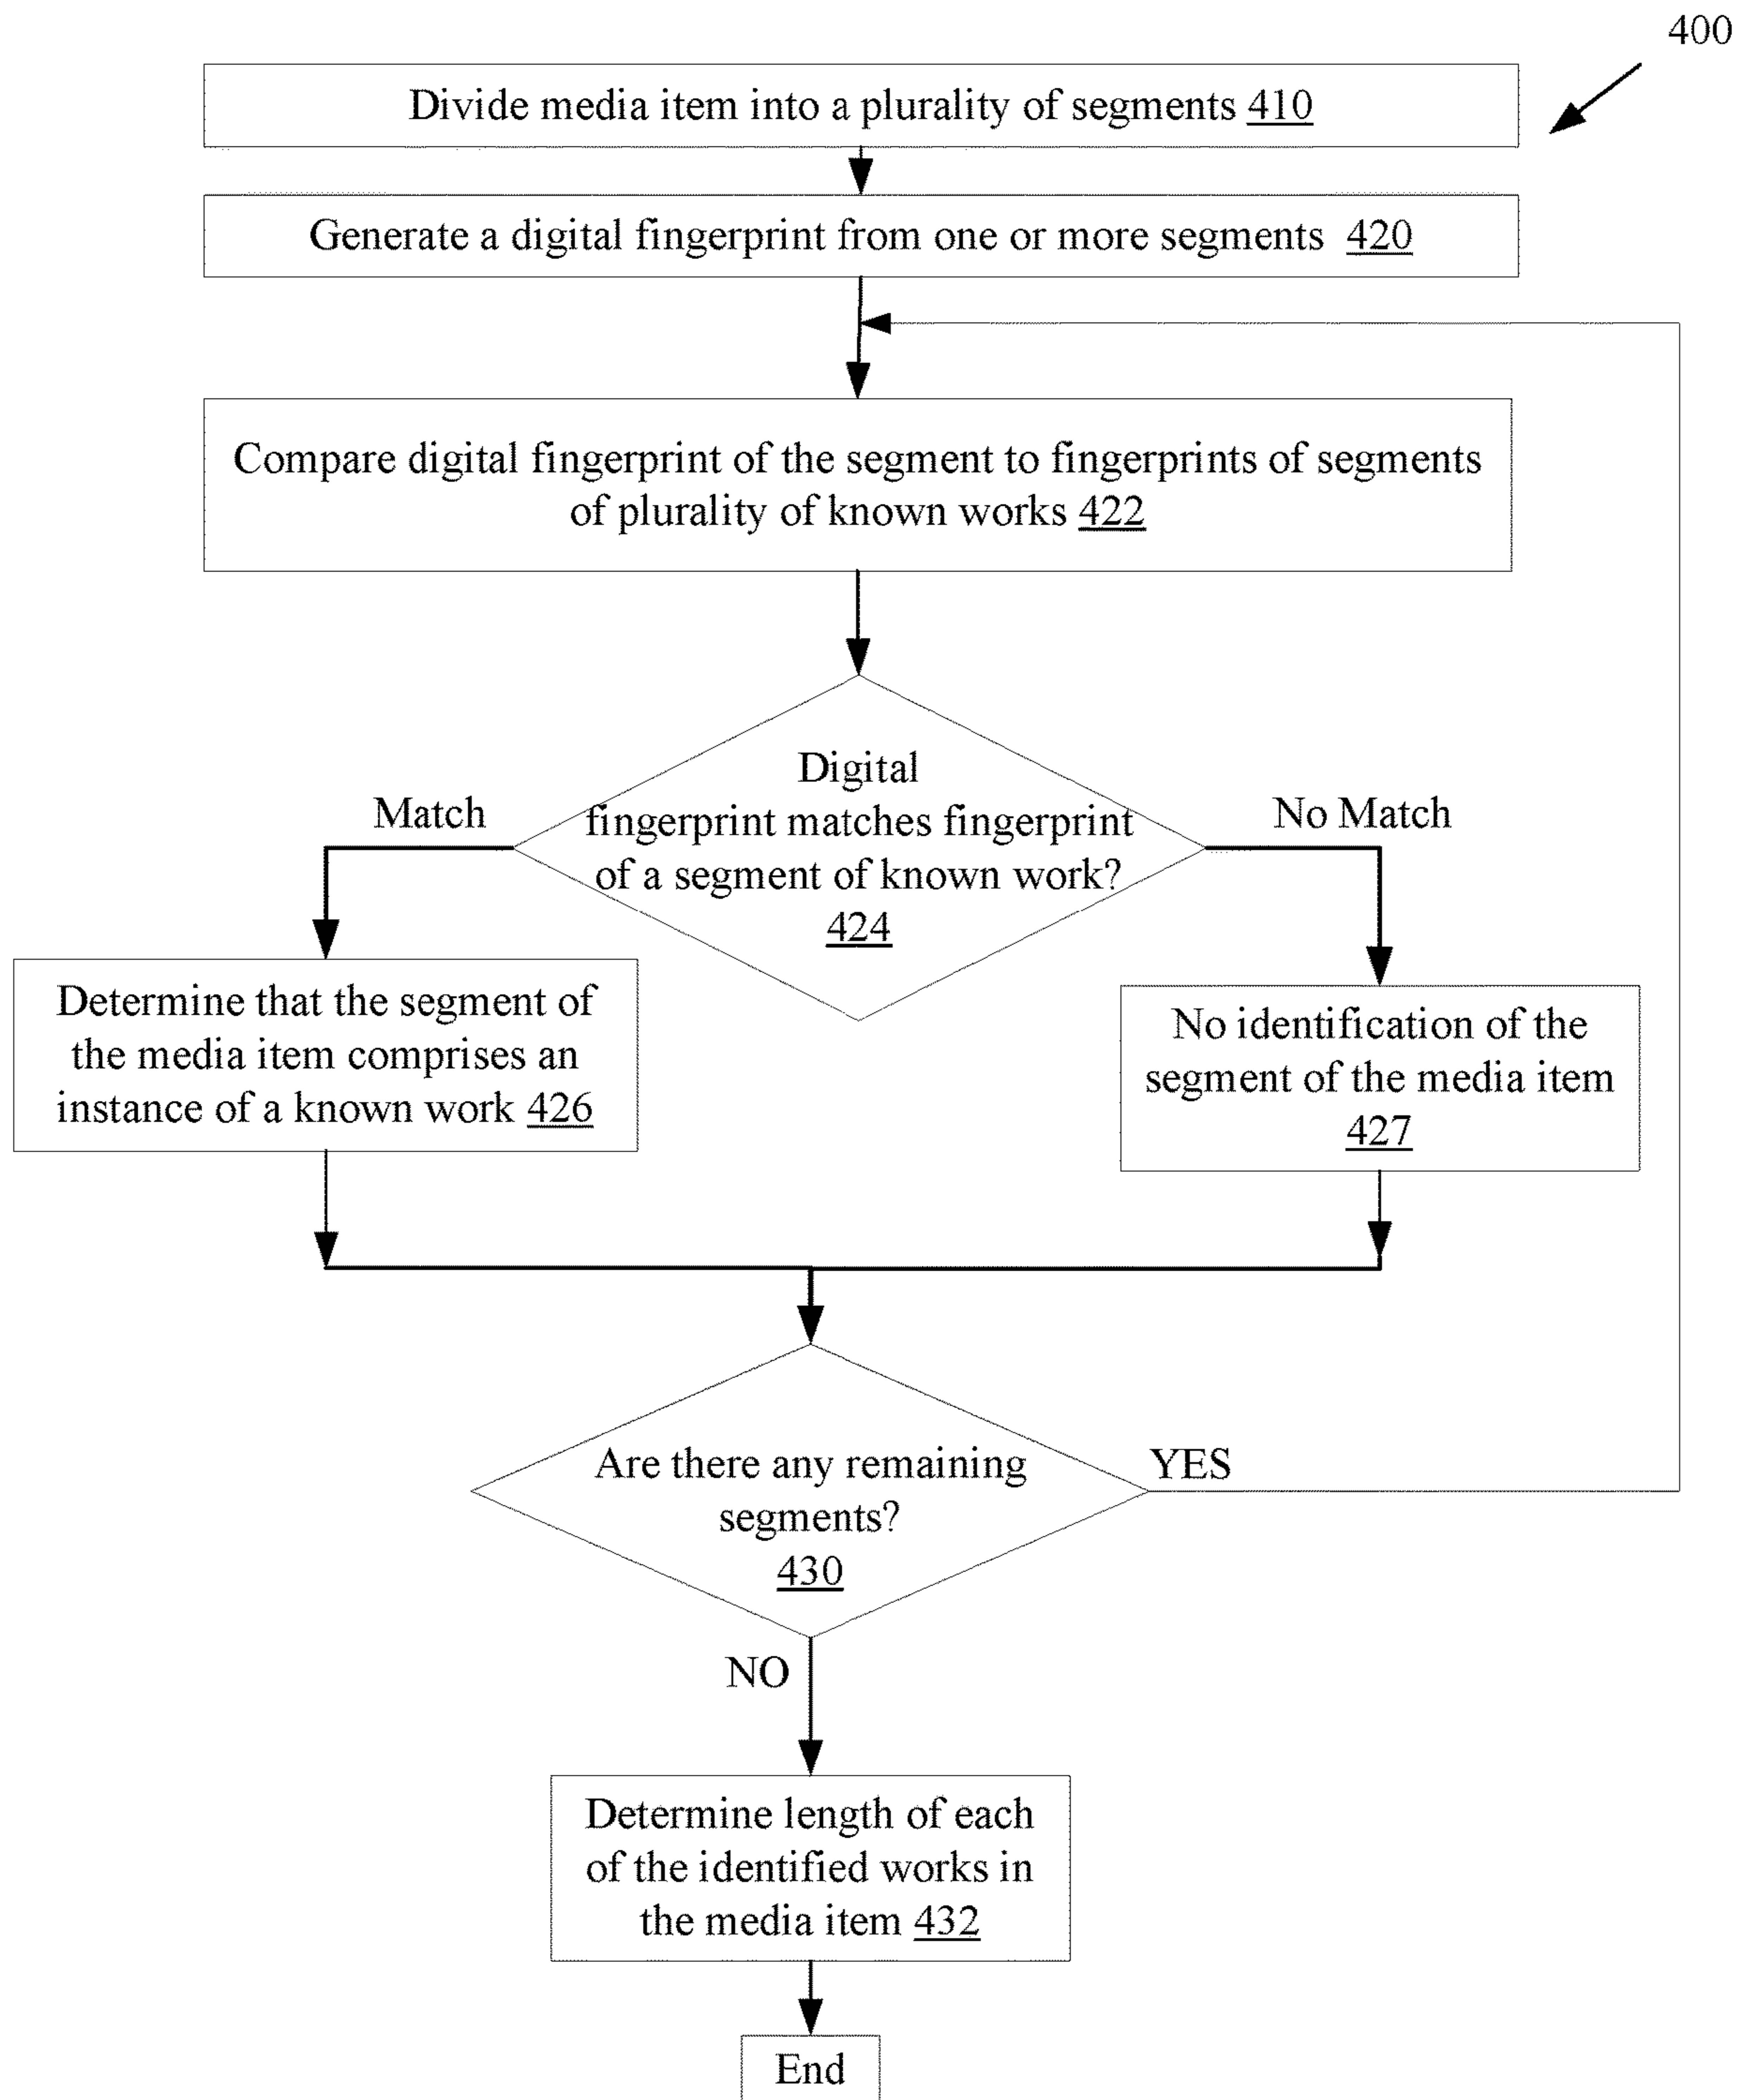 400
Divide media item into a plurality of segments 410
Generate a digital fingerprint from one or more segments 420
Compare digital fingerprint of the segment to fingerprints of segments
of plurality of known works 422
Digital
fingerprint matches fingerprint
of a segment of known work?
424
Match
No Match
Determine that the segment of
the media item comprises an
instance of a known work 426
No identification of the
segment of the media item
427
Are there any remaining
segments?
430
YES
NO
Determine length of each
of the identified works in
the media item 432
End